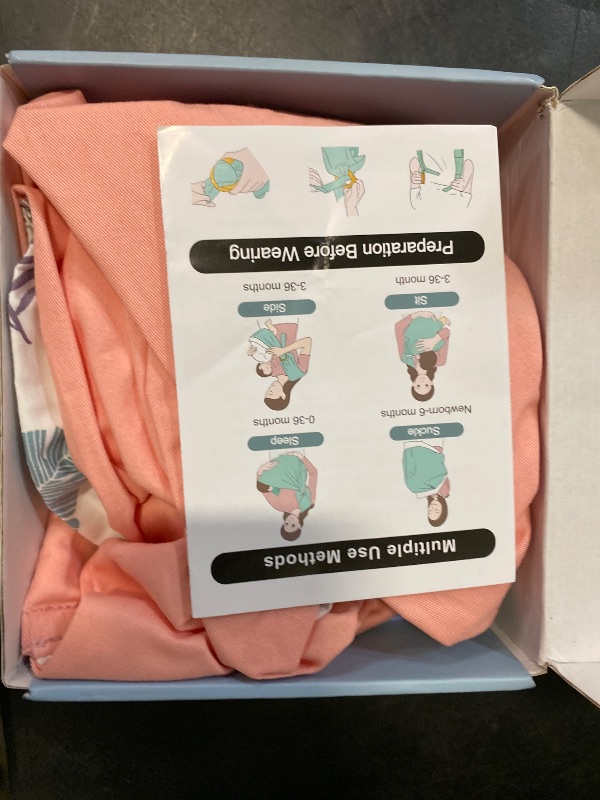 Multiple Use Methods
Suckle
Newborn-6 months
Sleep
0-36 months
Sit
3-36 month
Side
3-36 months
Preparation Before Wearing